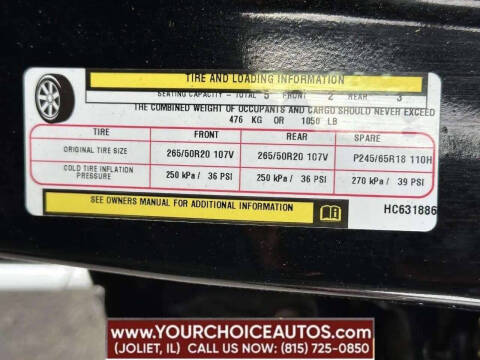 TIRE AND LOADING INFORMATION
SEATING CAPACITY - TOTAL 5 FRONT 2 REAR 3
THE COMBINED WEIGHT OF OCCUPANTS AND CARGO SHOULD NEVER EXCEED
476 KG OR 1050 LB
TIRE FRONT REAR SPARE
ORIGINAL TIRE SIZE 265/50R20 107V 265/50R20 107V P245/65R18 110H
COLD TIRE INFLATION PRESSURE 250 kPa / 36 PSI 250 kPa / 36 PSI 270 kPa / 39 PSI
SEE OWNERS MANUAL FOR ADDITIONAL INFORMATION
HC631886
WWW.YOURCHOICEAUTOS.COM
(JOLIET, IL) CALL US NOW: (815) 725-0850